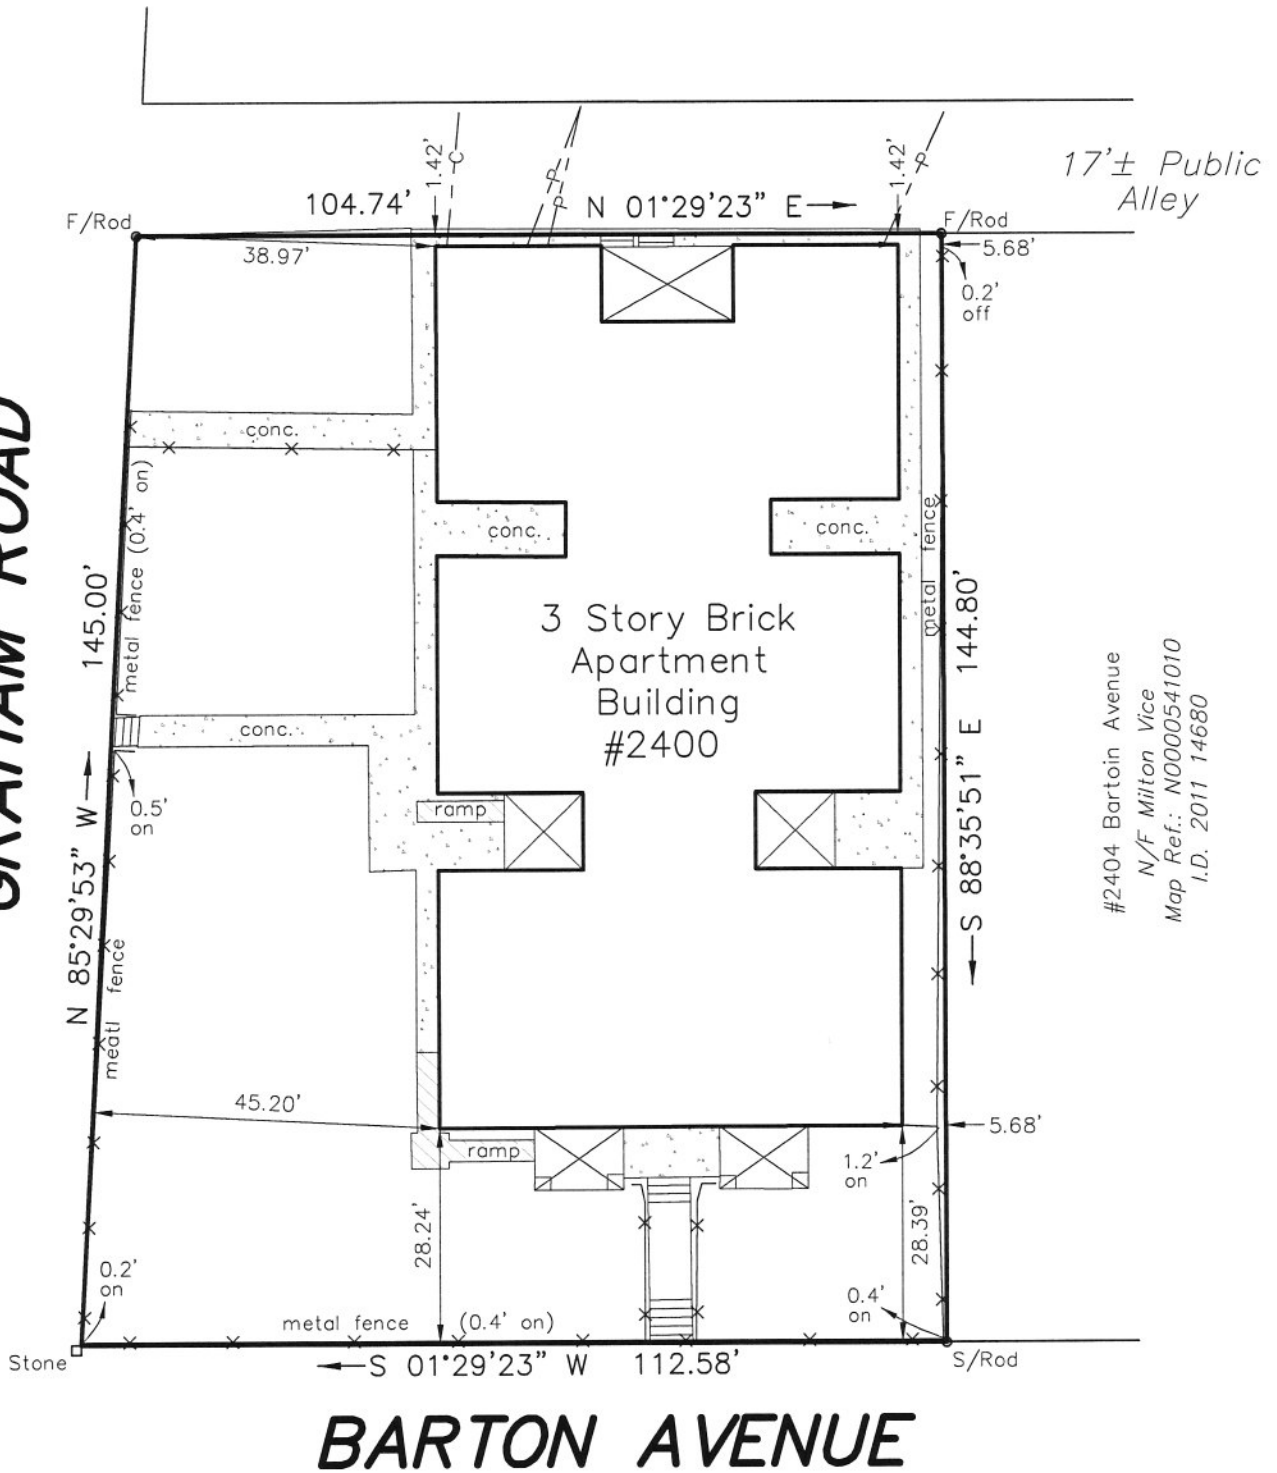 17'± Public
Alley
1.42'
C
P-P
P-P
1.42'
P
104.74'
N 01°29'23" E
F/Rod
F/Rod
38.97'
5.68'
0.2'
off
conc.
metal fence (0.4' on)
conc.
conc.
metal fence
145.00'
N 85°29'53" W
144.80'
S 88°35'51" E
3 Story Brick
Apartment
Building
#2400
#2404 Bartoin Avenue
N/F Milton Vice
Map Ref.: N0000541010
I.D. 2011 14680
conc.
0.5'
on
ramp
meatl fence
45.20'
5.68'
ramp
1.2'
on
28.24'
28.39'
0.2'
on
0.4'
on
metal fence (0.4' on)
Stone
S 01°29'23" W 112.58'
S/Rod
BARTON AVENUE
ROAD